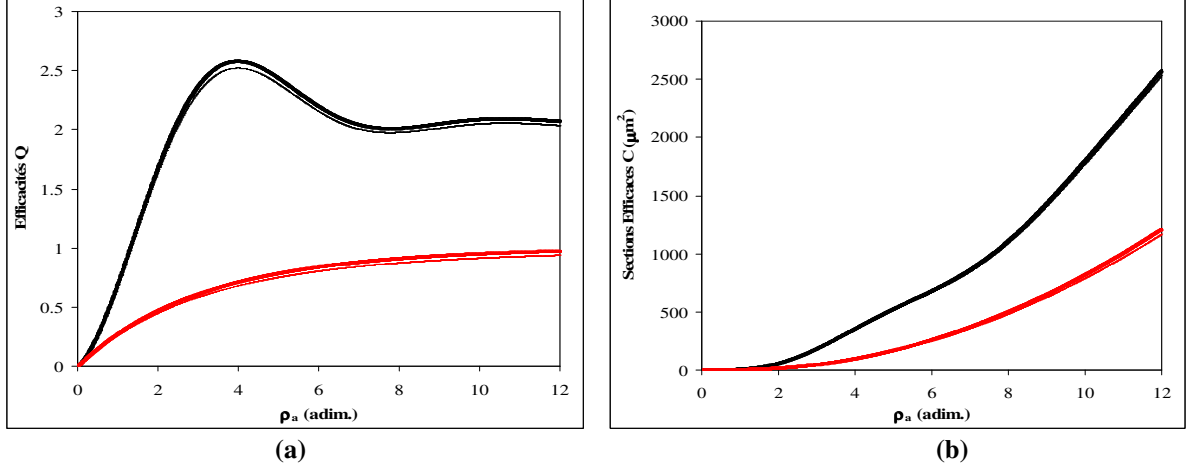 3
2.5
2
1.5
1
0.5
0
Efficacités Q
0 2 4 6 8 10 12
ρa (adim.)
(a)
3000
2500
2000
1500
1000
500
0
Sections Efficaces C (µm²)
0 2 4 6 8 10 12
ρa (adim.)
(b)